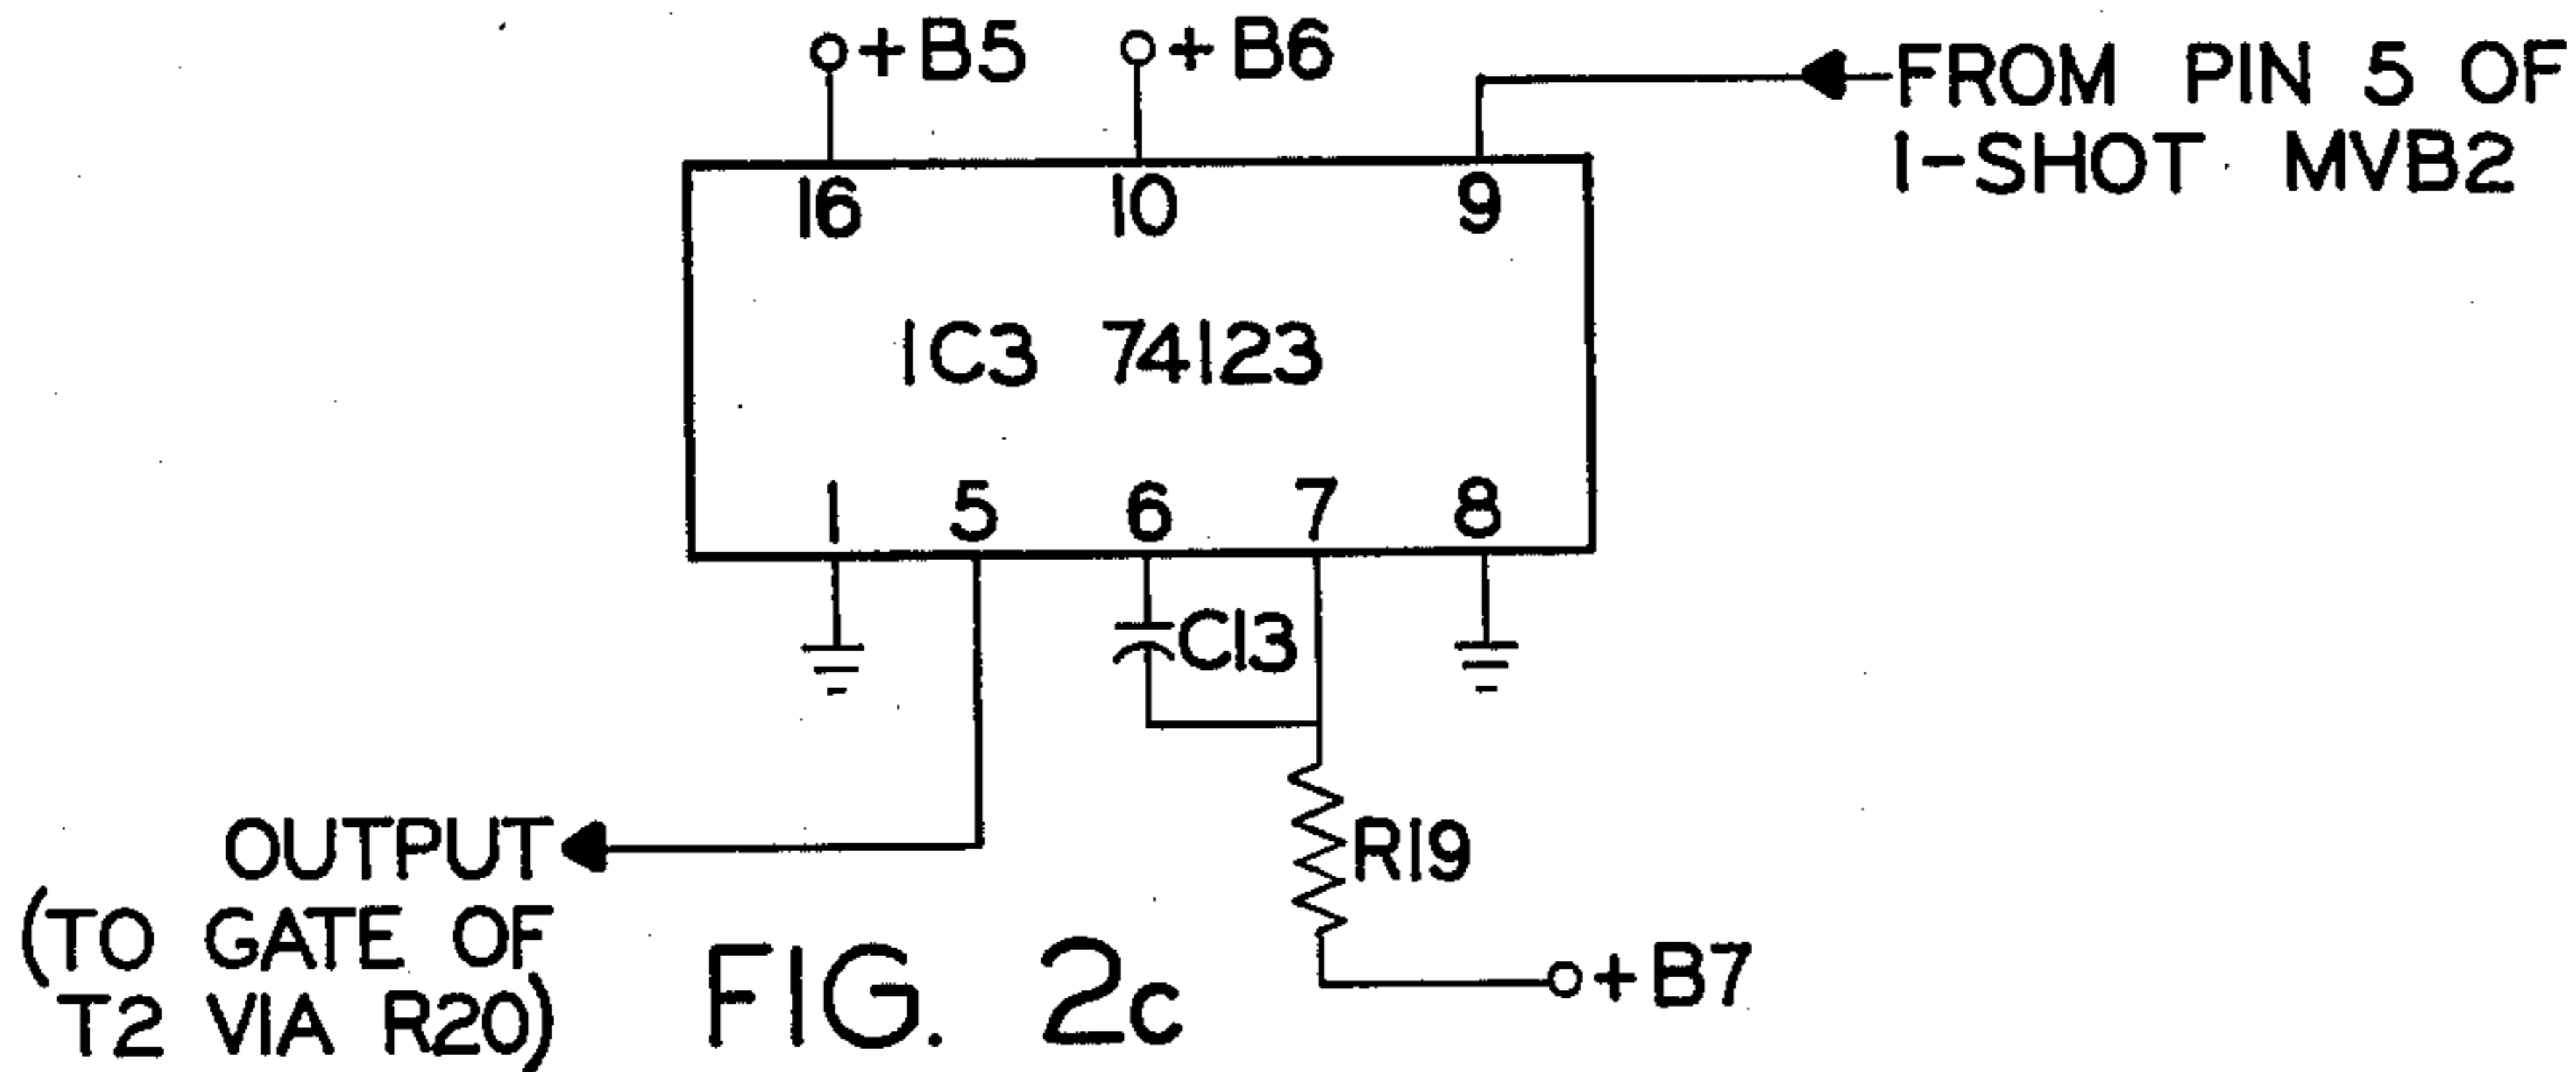 +B5
+B6
FROM PIN 5 OF
1-SHOT MVB2
16 10 9
IC3 74123
1 5 6 7 8
C13
R19
OUTPUT
(TO GATE OF
T2 VIA R20)
+B7
FIG. 2c